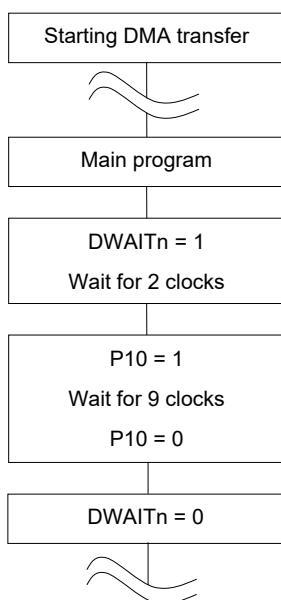 Starting DMA transfer
Main program
DWAITn = 1
Wait for 2 clocks
P10 = 1
Wait for 9 clocks
P10 = 0
DWAITn = 0